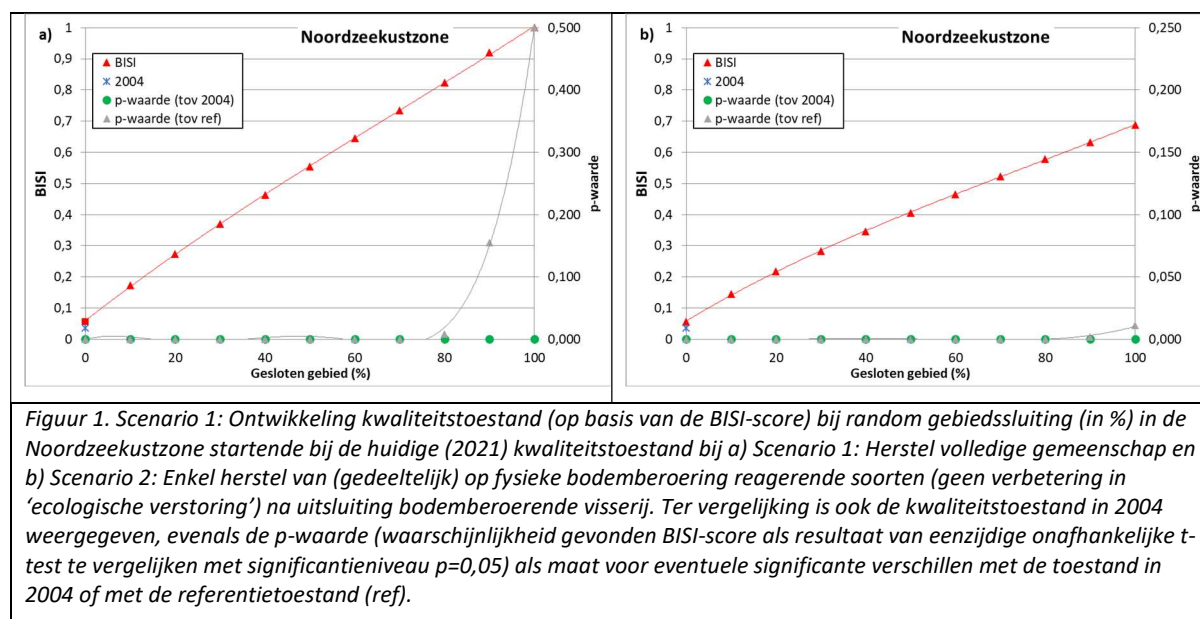 a)
Noordzeekustzone
BISI
2004
p-waarde (tov 2004)
p-waarde (tov ref)
1
0,9
0,8
0,7
0,6
0,5
0,4
0,3
0,2
0,1
0
BISI
0,500
0,400
0,300
0,200
0,100
0,000
p-waarde
0 20 40 60 80 100
Gesloten gebied (%)
b)
Noordzeekustzone
BISI
2004
p-waarde (tov 2004)
p-waarde (tov ref)
1
0,9
0,8
0,7
0,6
0,5
0,4
0,3
0,2
0,1
0
BISI
0,250
0,200
0,150
0,100
0,050
0,000
p-waarde
0 20 40 60 80 100
Gesloten gebied (%)
Figuur 1. Scenario 1: Ontwikkeling kwaliteitstoestand (op basis van de BISI-score) bij random gebiedssluiting (in %) in de
Noordzeekustzone startende bij de huidige (2021) kwaliteitstoestand bij a) Scenario 1: Herstel volledige gemeenschap en
b) Scenario 2: Enkel herstel van (gedeeltelijk) op fysieke bodemberoering reagerende soorten (geen verbetering in
‘ecologische verstoring’) na uitsluiting bodemberoerende visserij. Ter vergelijking is ook de kwaliteitstoestand in 2004
weergegeven, evenals de p-waarde (waarschijnlijkheid gevonden BISI-score als resultaat van eenzijdige onafhankelijke t-
test te vergelijken met significantieniveau p=0,05) als maat voor eventuele significante verschillen met de toestand in
2004 of met de referentietoestand (ref).